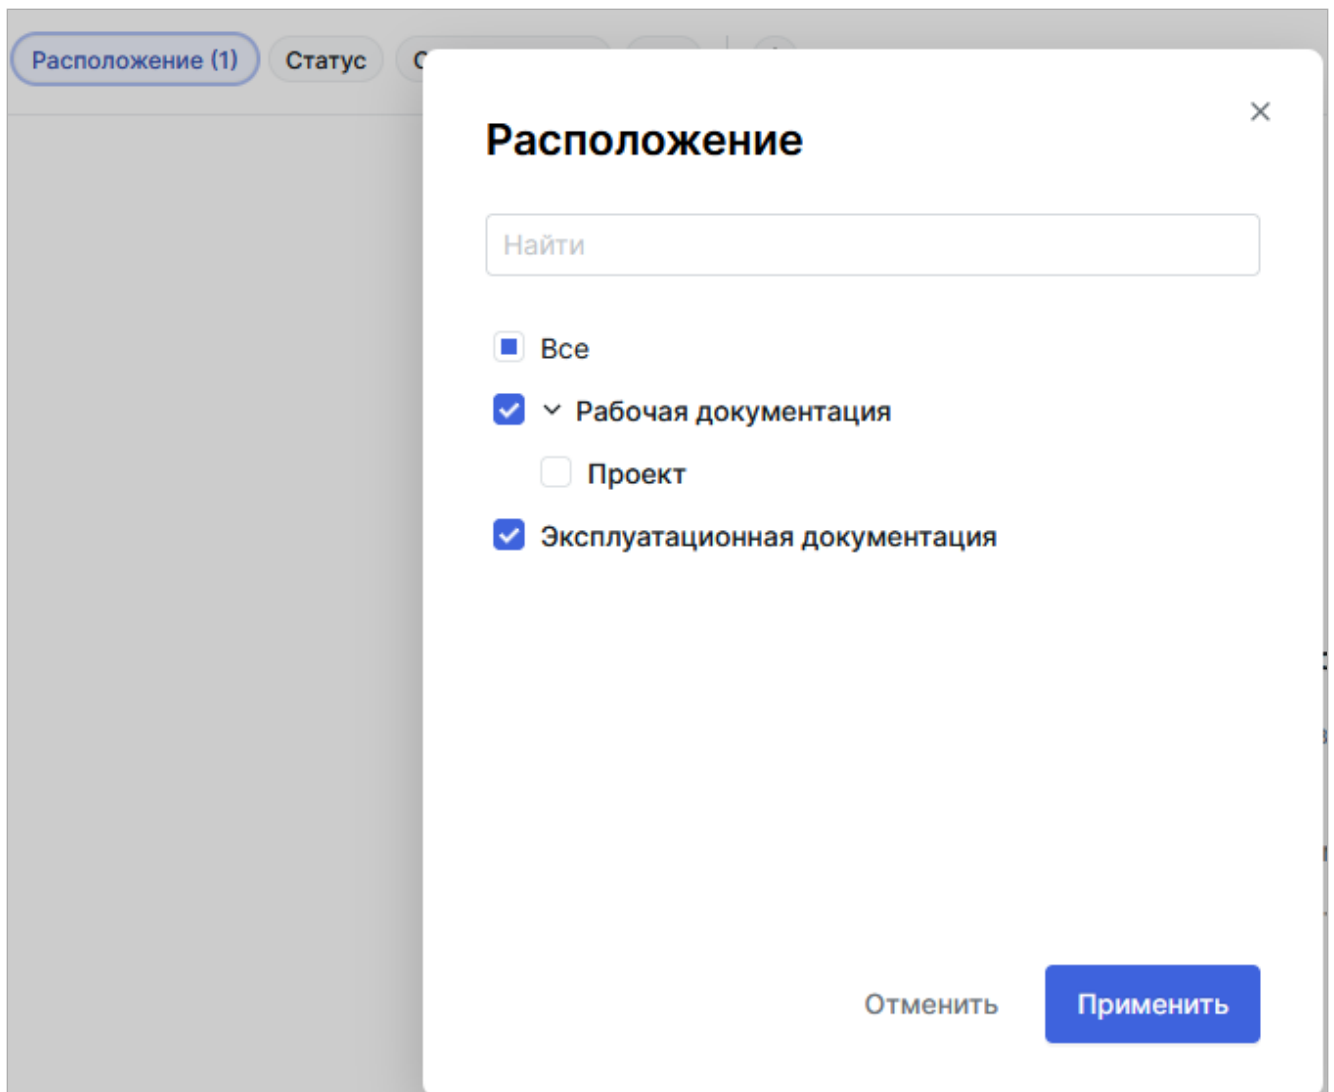 Расположение (1) Статус
Расположение
Найти
Все
Рабочая документация
Проект
Эксплуатационная документация
Отменить Применить